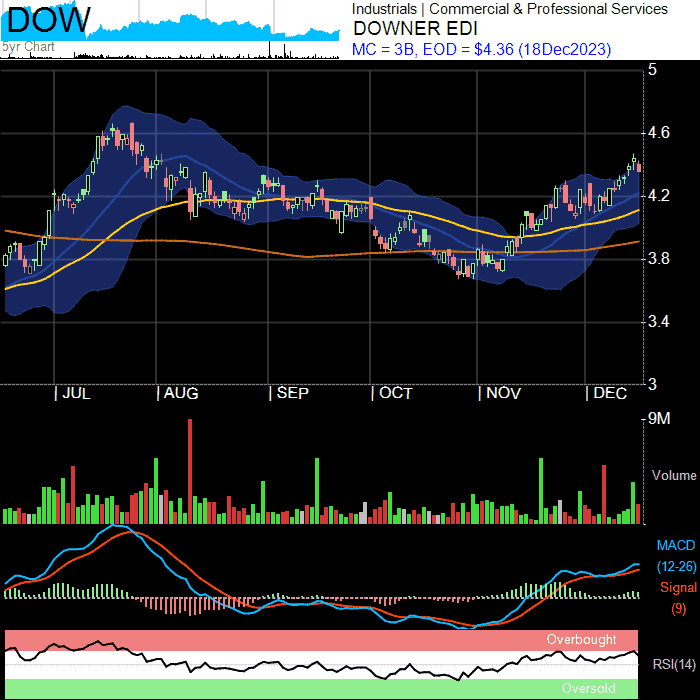 DOW
Industrials | Commercial & Professional Services
DOWNER EDI
5yr Chart
MC = 3B, EOD = $4.36 (18Dec2023)
5
4.6
4.2
3.8
3.4
3
JUL AUG SEP OCT NOV DEC
9M
Volume
MACD
(12-26)
Signal
(9)
Overbought
RSI(14)
Oversold